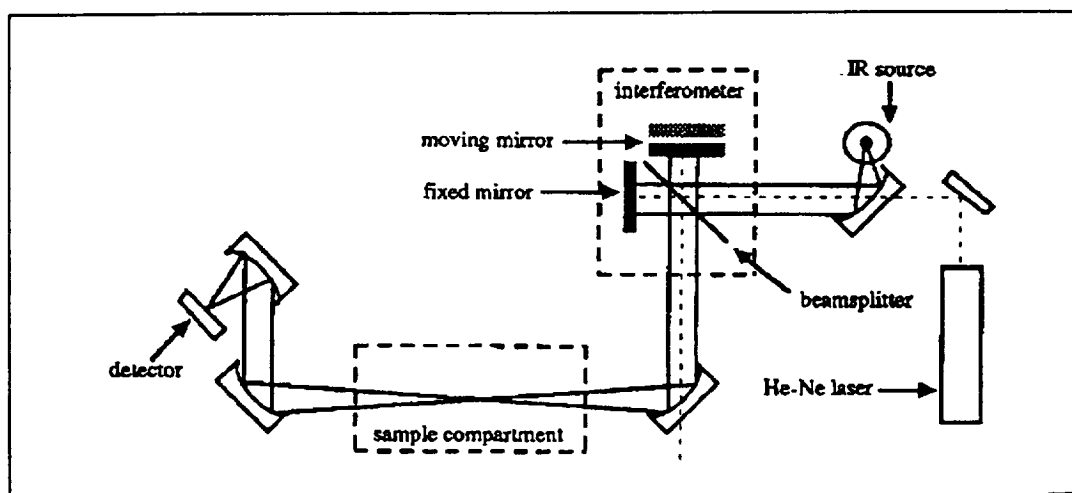 IR source
interferometer
moving mirror
fixed mirror
beamsplitter
detector
He-Ne laser
sample compartment